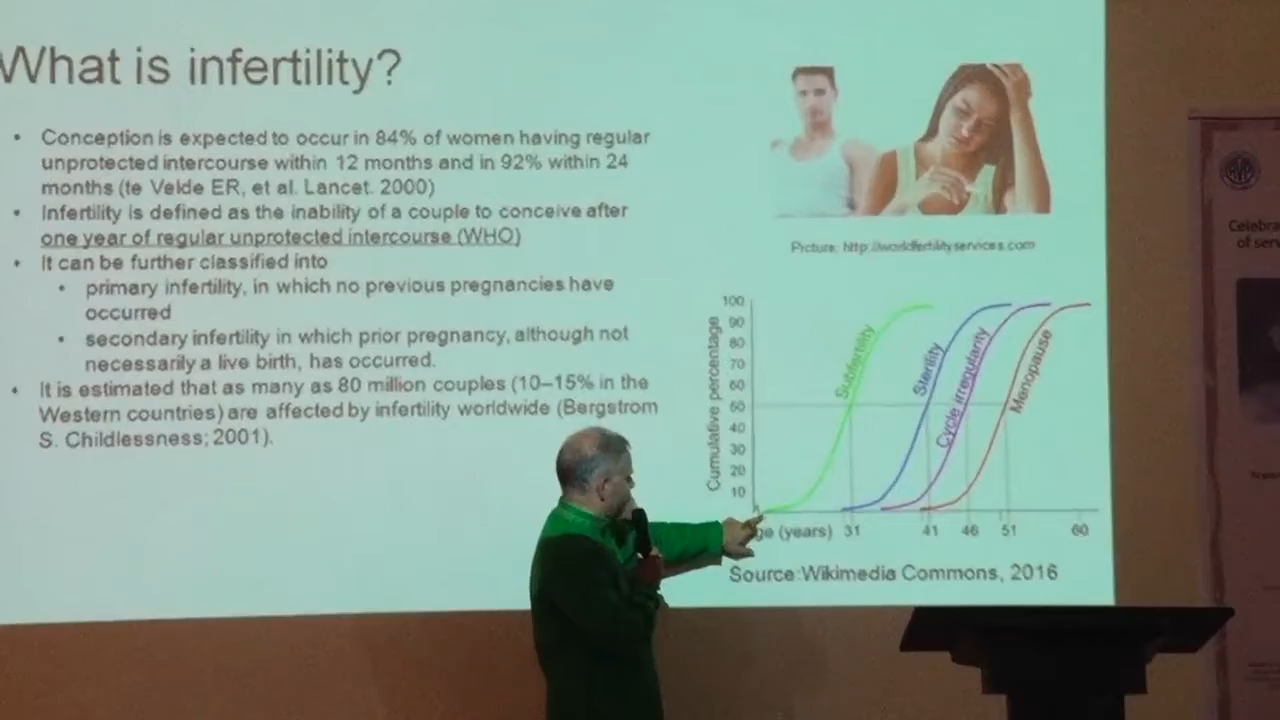 What is infertility?
• Conception is expected to occur in 84% of women having regular
unprotected intercourse within 12 months and in 92% within 24
months (te Velde ER, et al. Lancet. 2000)
• Infertility is defined as the inability of a couple to conceive after
one year of regular unprotected intercourse (WHO)
• It can be further classified into
• primary infertility, in which no previous pregnancies have
occurred
• secondary infertility in which prior pregnancy, although not
necessarily a live birth, has occurred.
• It is estimated that as many as 80 million couples (10–15% in the
Western countries) are affected by infertility worldwide (Bergstrom
S. Childlessness; 2001).
Picture: http://worldfertilityservices.com
Cumulative percentage
100
90
80
70
60
50
40
30
20
10
Subfertility
Sterility
Cycle irregularity
Menopause
ge (years) 31 41 46 51 60
Source:Wikimedia Commons, 2016
Celebra
of serv